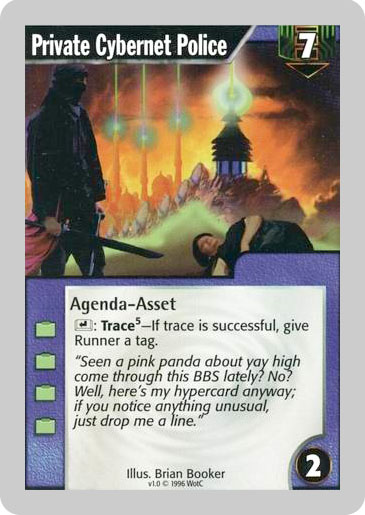 Private Cybernet Police
7
Agenda-Asset
: Trace5–If trace is successful, give
Runner a tag.
"Seen a pink panda about yay high
come through this BBS lately? No?
Well, here's my hypercard anyway;
if you notice anything unusual,
just drop me a line."
Illus. Brian Booker
v1.0 © 1996 WotC
2